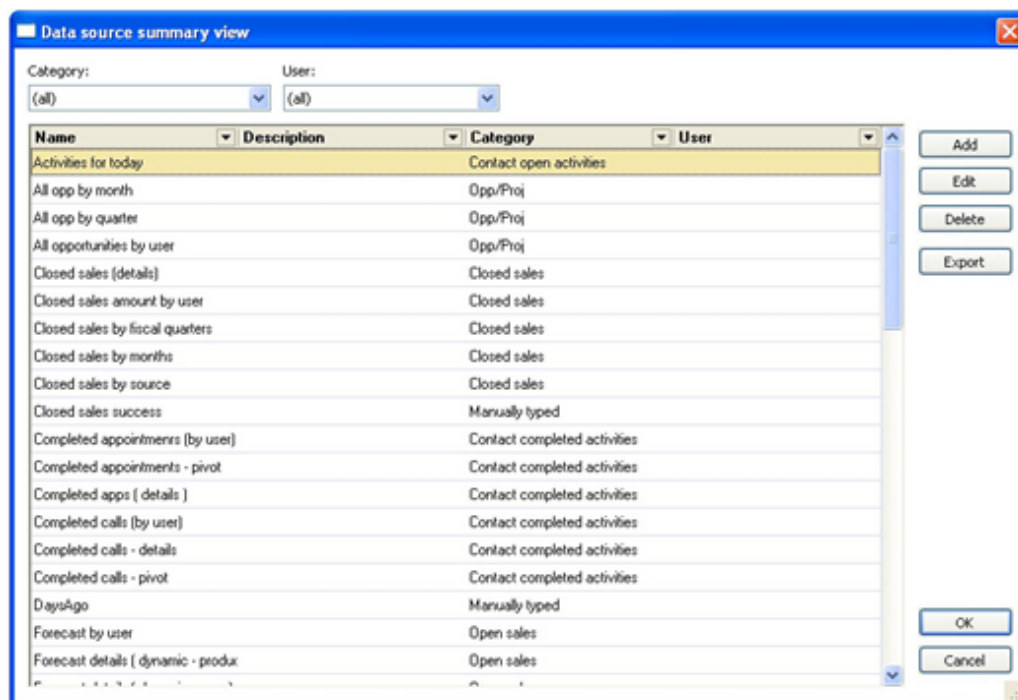 Data source summary view
Category: User:
(all) (all)
Name Description Category User
Activities for today Contact open activities
All opp by month Opp/Proj
All opp by quarter Opp/Proj
All opportunities by user Opp/Proj
Closed sales (details) Closed sales
Closed sales amount by user Closed sales
Closed sales by fiscal quarters Closed sales
Closed sales by months Closed sales
Closed sales by source Closed sales
Closed sales success Manually typed
Completed appointmenrs (by user) Contact completed activities
Completed appointments - pivot Contact completed activities
Completed apps ( details ) Contact completed activities
Completed calls (by user) Contact completed activities
Completed calls - details Contact completed activities
Completed calls - pivot Contact completed activities
DaysAgo Manually typed
Forecast by user Open sales
Forecast details ( dynamic - produc Open sales
Add
Edit
Delete
Export
OK
Cancel